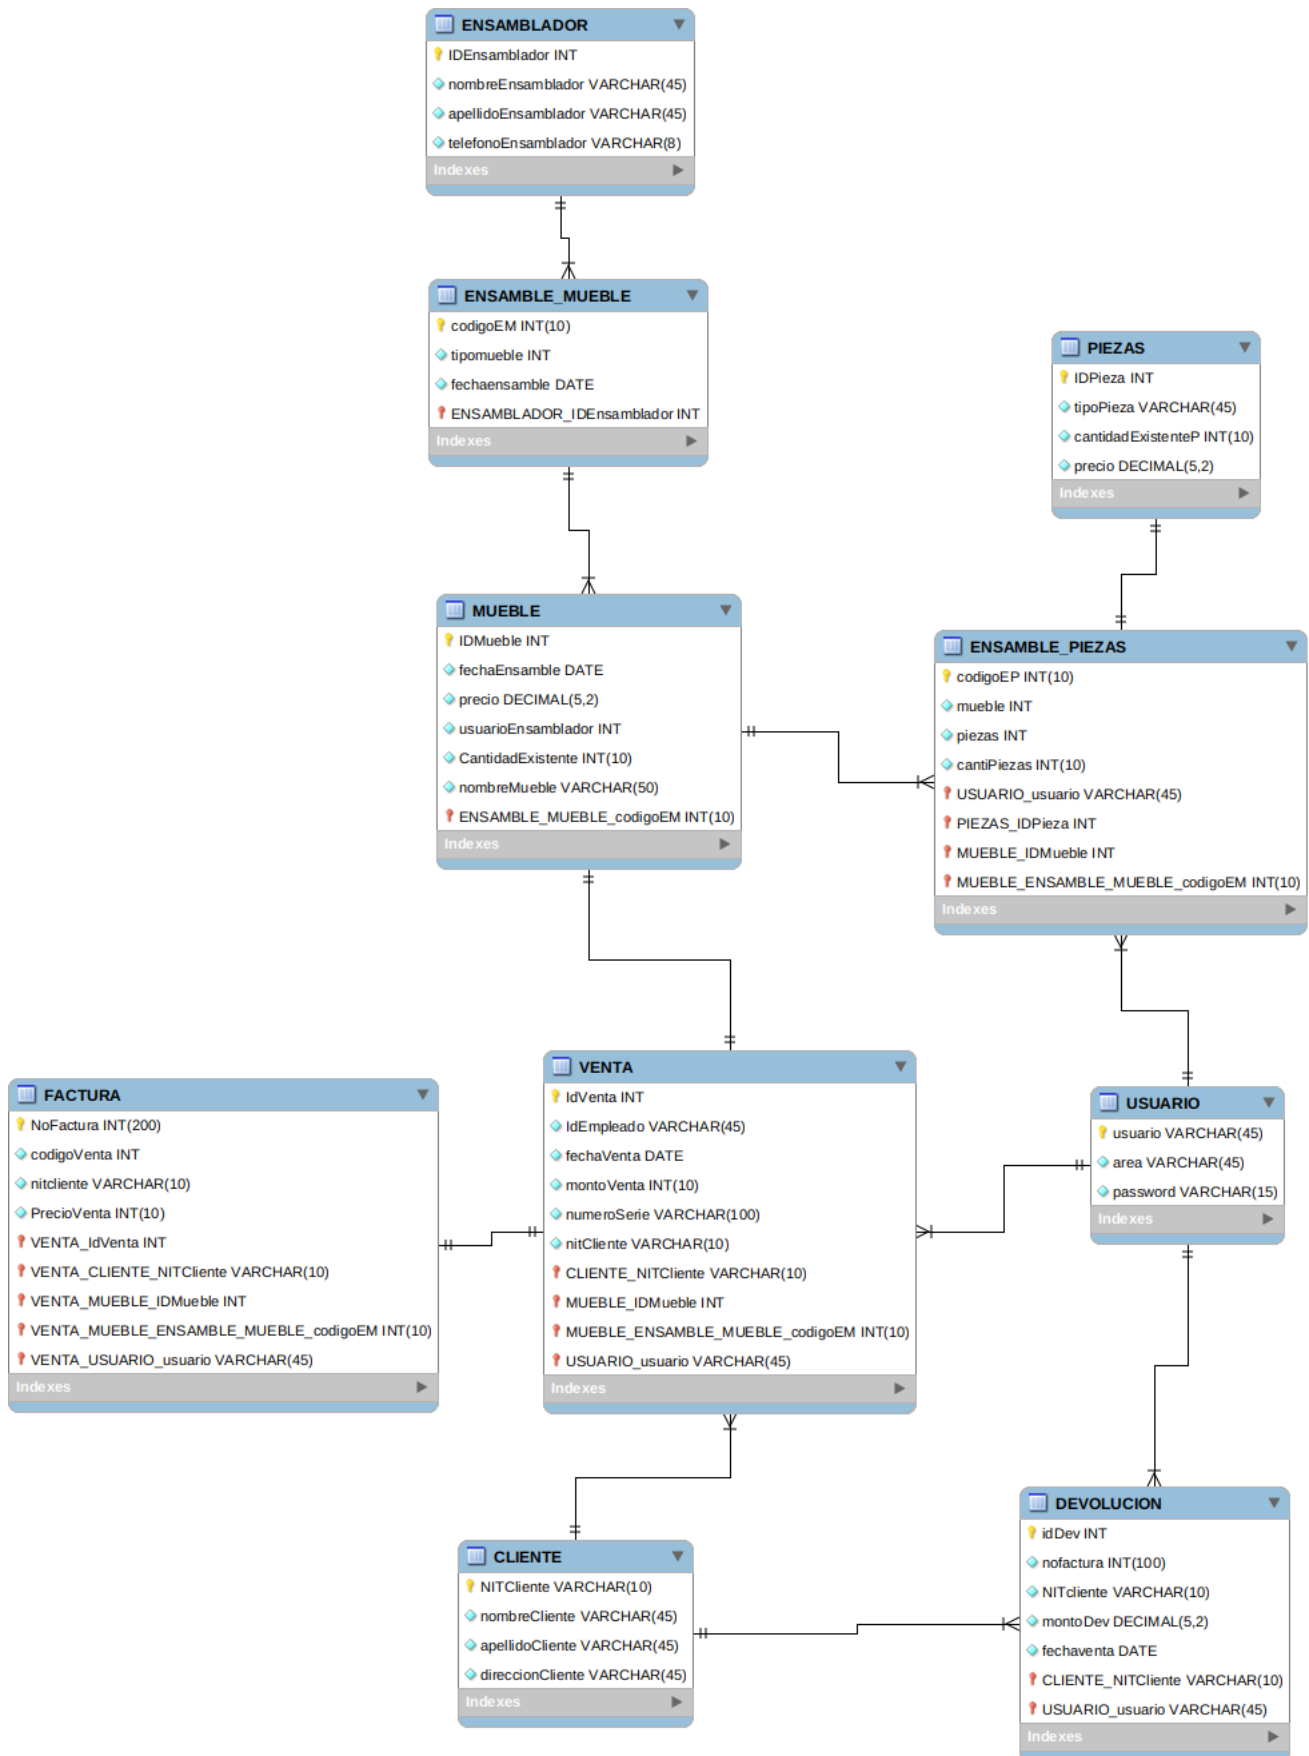 ENSAMBLADOR
IDEnsamblador INT
nombreEnsamblador VARCHAR(45)
apellidoEnsamblador VARCHAR(45)
telefonoEnsamblador VARCHAR(8)
Indexes
ENSAMBLE_MUEBLE
codigoEM INT(10)
tipomueble INT
fechaensamble DATE
ENSAMBLADOR_IDEnsamblador INT
Indexes
PIEZAS
IDPieza INT
tipoPieza VARCHAR(45)
cantidadExistenteP INT(10)
precio DECIMAL(5,2)
Indexes
MUEBLE
IDMueble INT
fechaEnsamble DATE
precio DECIMAL(5,2)
usuarioEnsamblador INT
CantidadExistente INT(10)
nombreMueble VARCHAR(50)
ENSAMBLE_MUEBLE_codigoEM INT(10)
Indexes
ENSAMBLE_PIEZAS
codigoEP INT(10)
mueble INT
piezas INT
cantiPiezas INT(10)
USUARIO_usuario VARCHAR(45)
PIEZAS_IDPieza INT
MUEBLE_IDMueble INT
MUEBLE_ENSAMBLE_MUEBLE_codigoEM INT(10)
Indexes
FACTURA
NoFactura INT(200)
codigoVenta INT
nitcliente VARCHAR(10)
PrecioVenta INT(10)
VENTA_IdVenta INT
VENTA_CLIENTE_NITCliente VARCHAR(10)
VENTA_MUEBLE_IDMueble INT
VENTA_MUEBLE_ENSAMBLE_MUEBLE_codigoEM INT(10)
VENTA_USUARIO_usuario VARCHAR(45)
Indexes
VENTA
IdVenta INT
IdEmpleado VARCHAR(45)
fechaVenta DATE
montoVenta INT(10)
numeroSerie VARCHAR(100)
nitCliente VARCHAR(10)
CLIENTE_NITCliente VARCHAR(10)
MUEBLE_IDMueble INT
MUEBLE_ENSAMBLE_MUEBLE_codigoEM INT(10)
USUARIO_usuario VARCHAR(45)
Indexes
USUARIO
usuario VARCHAR(45)
area VARCHAR(45)
password VARCHAR(15)
Indexes
CLIENTE
NITCliente VARCHAR(10)
nombreCliente VARCHAR(45)
apellidoCliente VARCHAR(45)
direccionCliente VARCHAR(45)
Indexes
DEVOLUCION
idDev INT
nofactura INT(100)
NITcliente VARCHAR(10)
montoDev DECIMAL(5,2)
fechaventa DATE
CLIENTE_NITCliente VARCHAR(10)
USUARIO_usuario VARCHAR(45)
Indexes